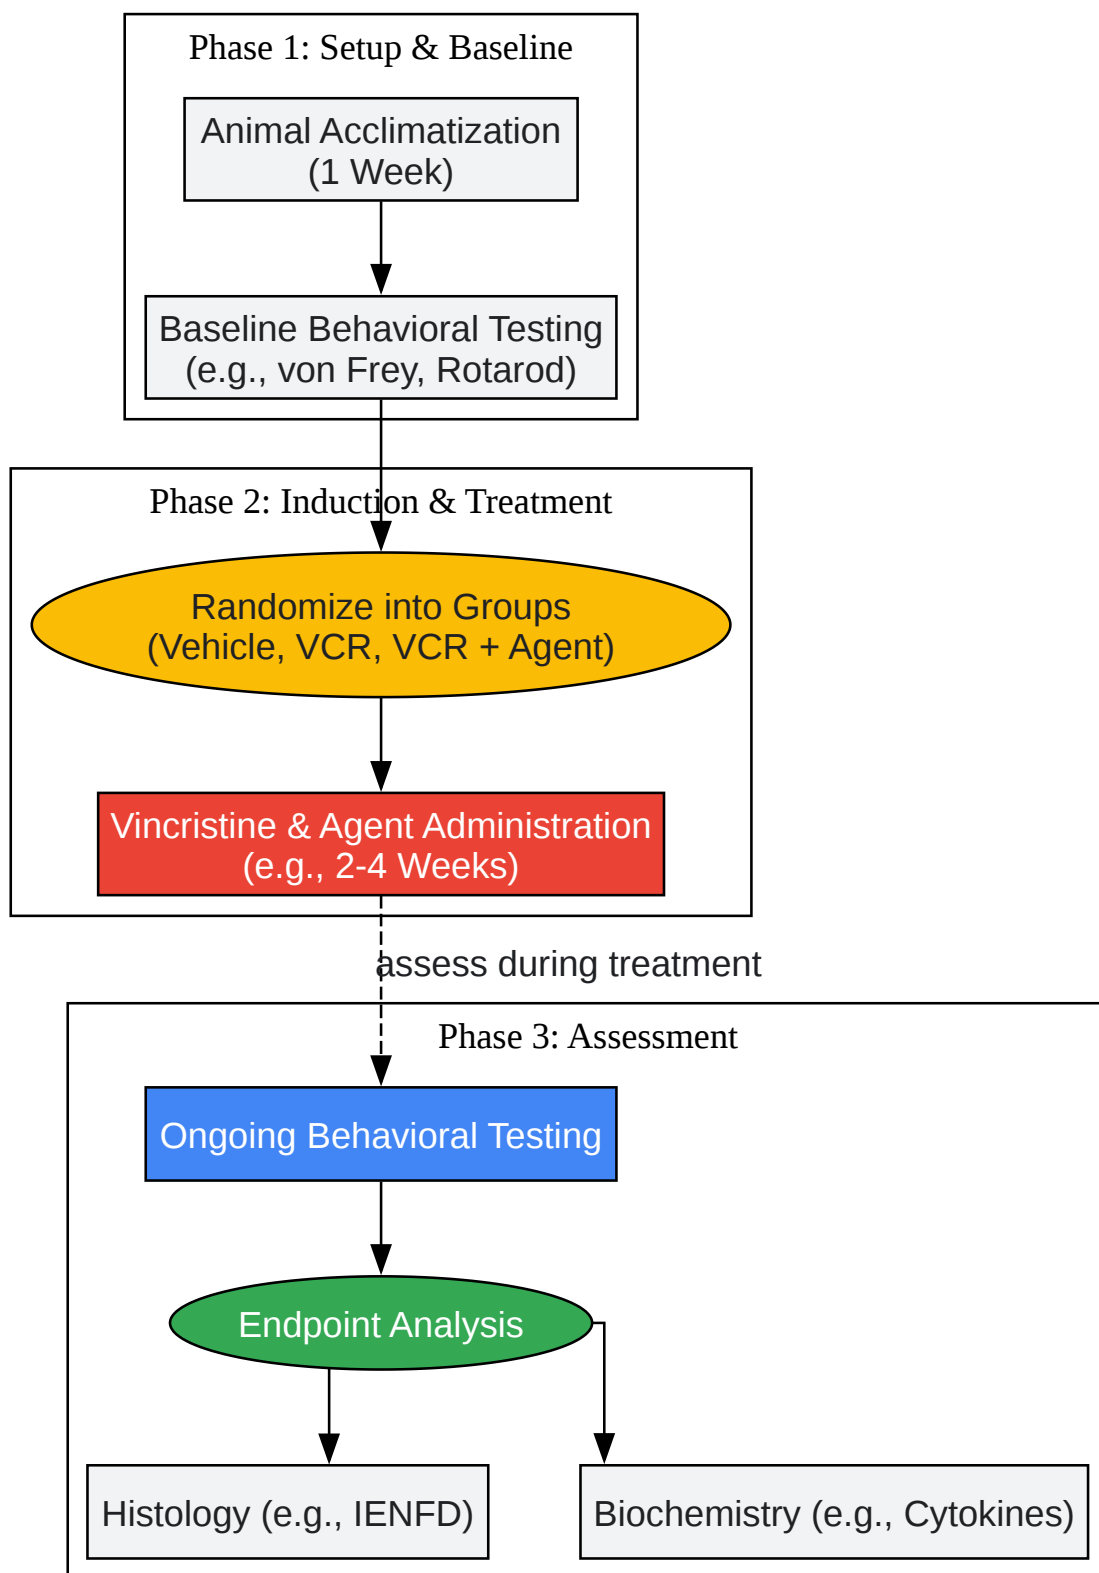 Phase 1: Setup & Baseline
Animal Acclimatization
(1 Week)
Baseline Behavioral Testing
(e.g., von Frey, Rotarod)
Phase 2: Induction & Treatment
Randomize into Groups
(Vehicle, VCR, VCR + Agent)
Vincristine & Agent Administration
(e.g., 2-4 Weeks)
assess during treatment
Phase 3: Assessment
Ongoing Behavioral Testing
Endpoint Analysis
Histology (e.g., IENFD)
Biochemistry (e.g., Cytokines)